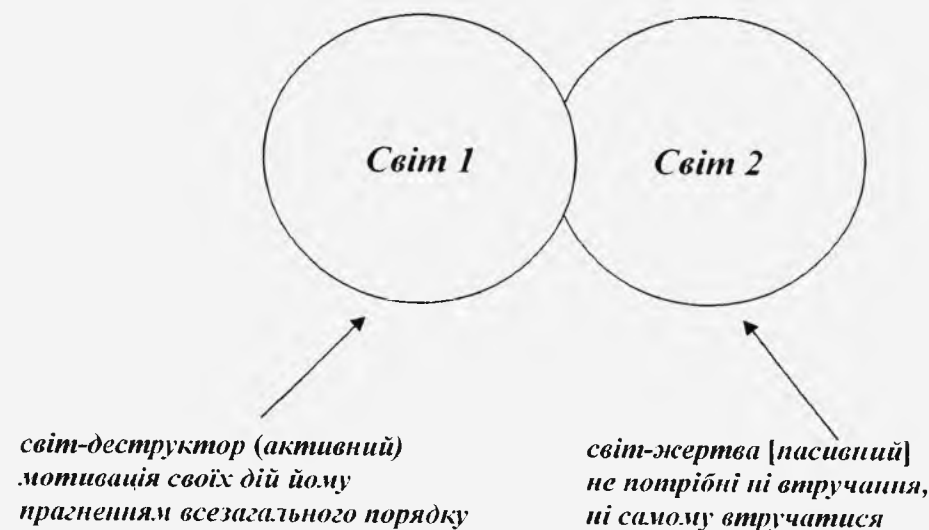 Світ 1
Світ 2
світ-деструктор (активний)
мотивація своїх дій йому
прагненням всезагального порядку
світ-жертва [пасивний]
не потрібні ні втручання,
ні самому втручатися